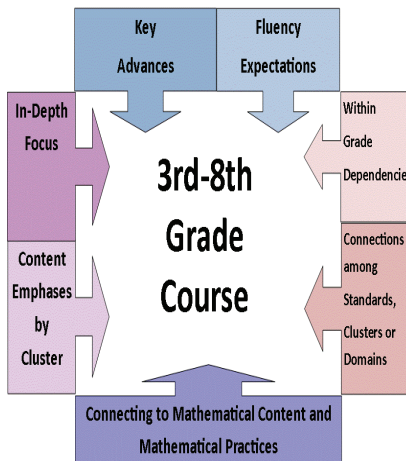 Key
Advances
Fluency
Expectations
In-Depth
Focus
Within
Grade
Dependencie
3rd-8th
Grade
Course
Content
Emphases
by
Cluster
Connections
among
Standards,
Clusters or
Domains
Connecting to Mathematical Content and
Mathematical Practices